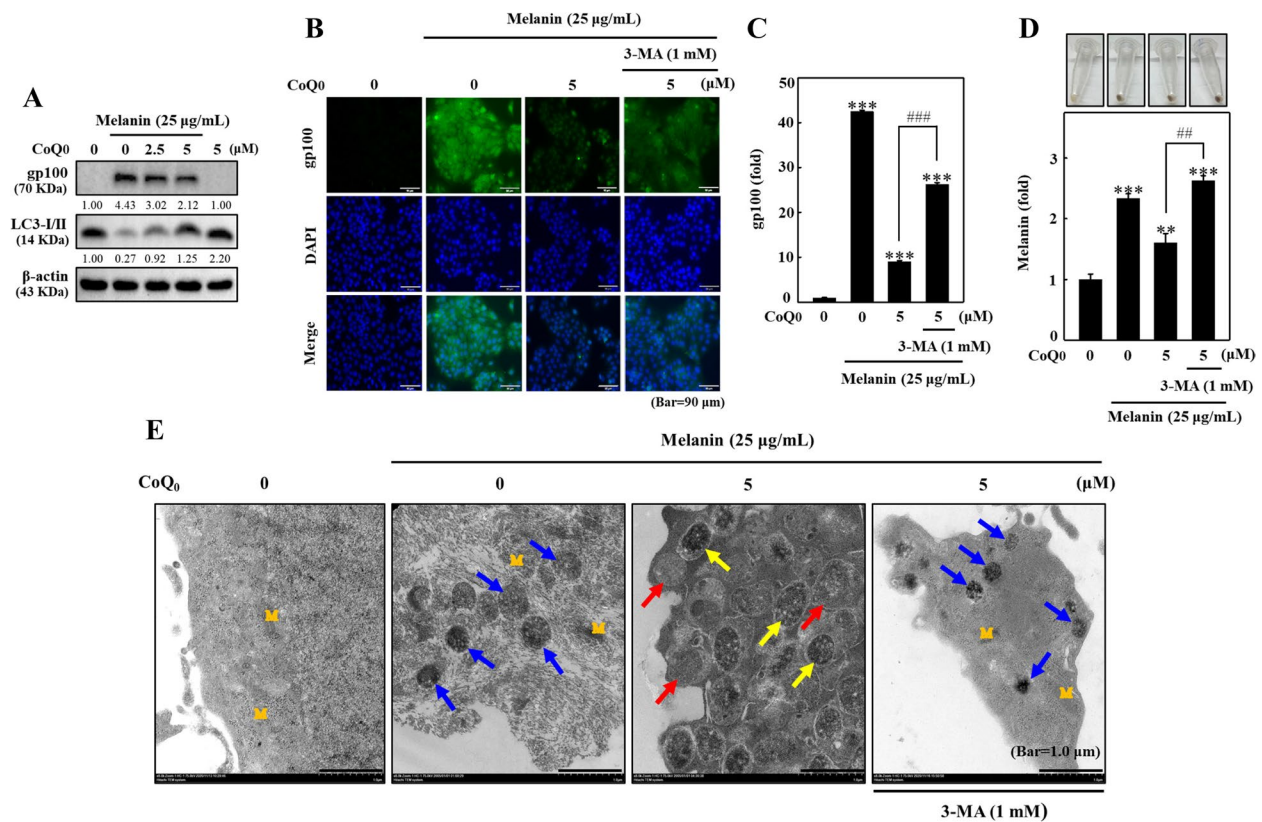 A
Melanin (25 μg/mL)
CoQ0 0 0 2.5 5 5 (μM)
gp100
(70 KDa)
1.00 4.43 3.02 2.12 1.00
LC3-I/II
(14 KDa)
1.00 0.27 0.92 1.25 2.20
β-actin
(43 KDa)
B
Melanin (25 μg/mL)
3-MA (1 mM)
CoQ0 0 0 5 5 (μM)
gp100
DAPI
Merge
(Bar=90 μm)
C
gp100 (fold)
50
40
30
20
10
0
***
***
***
###
CoQ0 0 0 5 5 (μM)
3-MA (1 mM)
Melanin (25 μg/mL)
D
Melanin (fold)
3
2
1
0
***
**
***
##
CoQ0 0 0 5 5 (μM)
3-MA (1 mM)
Melanin (25 μg/mL)
E
Melanin (25 μg/mL)
CoQ0 0 0 5 5 (μM)
M
M
M
M
M
M
(Bar=1.0 μm)
3-MA (1 mM)